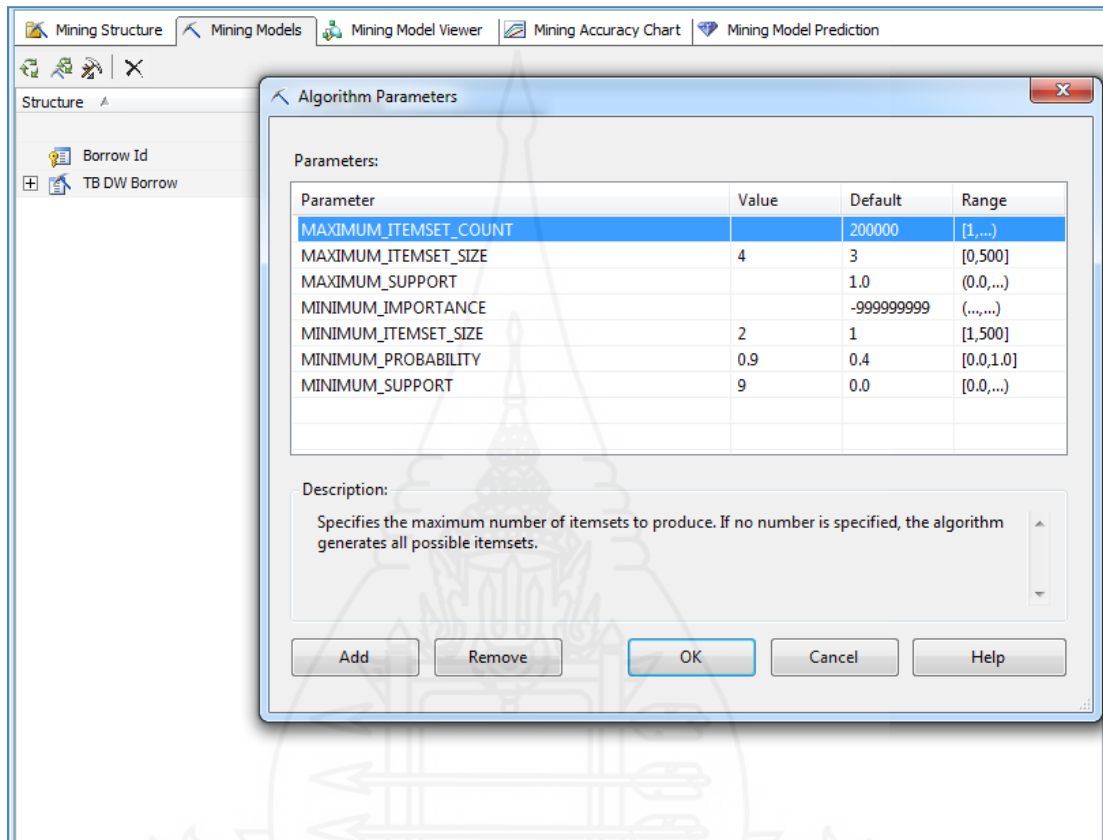 Mining Structure Mining Models Mining Model Viewer Mining Accuracy Chart Mining Model Prediction
Structure
Borrow Id
TB DW Borrow
Algorithm Parameters
Parameters:
Parameter Value Default Range
MAXIMUM_ITEMSET_COUNT 200000 [1,...)
MAXIMUM_ITEMSET_SIZE 4 3 [0,500]
MAXIMUM_SUPPORT 1.0 (0.0,...)
MINIMUM_IMPORTANCE -999999999 (...,...)
MINIMUM_ITEMSET_SIZE 2 1 [1,500]
MINIMUM_PROBABILITY 0.9 0.4 [0.0,1.0]
MINIMUM_SUPPORT 9 0.0 [0.0,...)
Description:
Specifies the maximum number of itemsets to produce. If no number is specified, the algorithm
generates all possible itemsets.
Add Remove OK Cancel Help